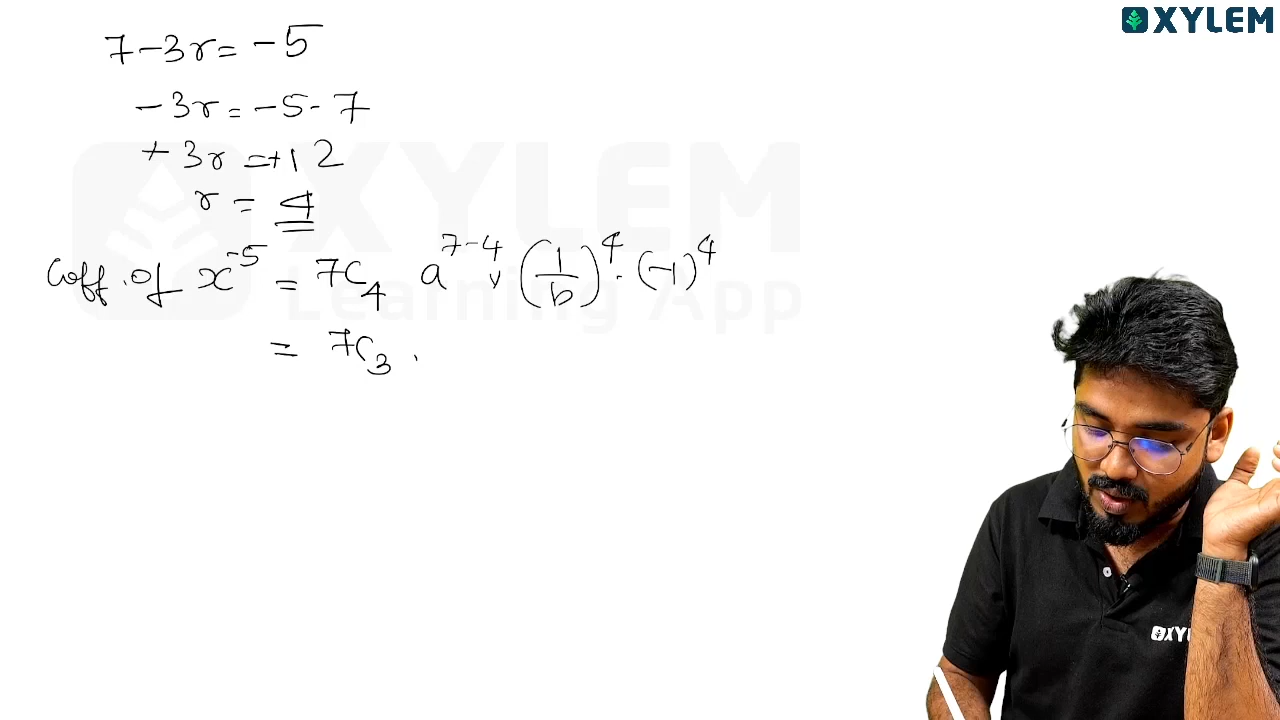 XYLEM
7-3r = -5
-3r = -5-7
+3r = +12
r = 4
Coff. of x^-5 = 7C4 a^7-4 × (1/b)^4 · (-1)^4
= 7C3 .
XYLEM
Learning App
XYL